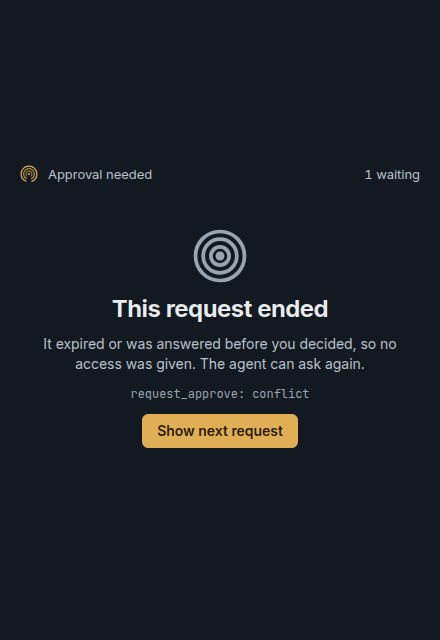 Approval needed
1 waiting
This request ended
It expired or was answered before you decided, so no
access was given. The agent can ask again.
request_approve: conflict
Show next request